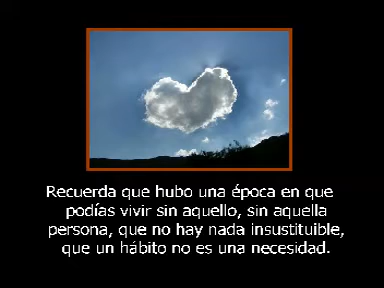 Recuerda que hubo una época en que
podías vivir sin aquello, sin aquella
persona, que no hay nada insustituible,
que un hábito no es una necesidad.